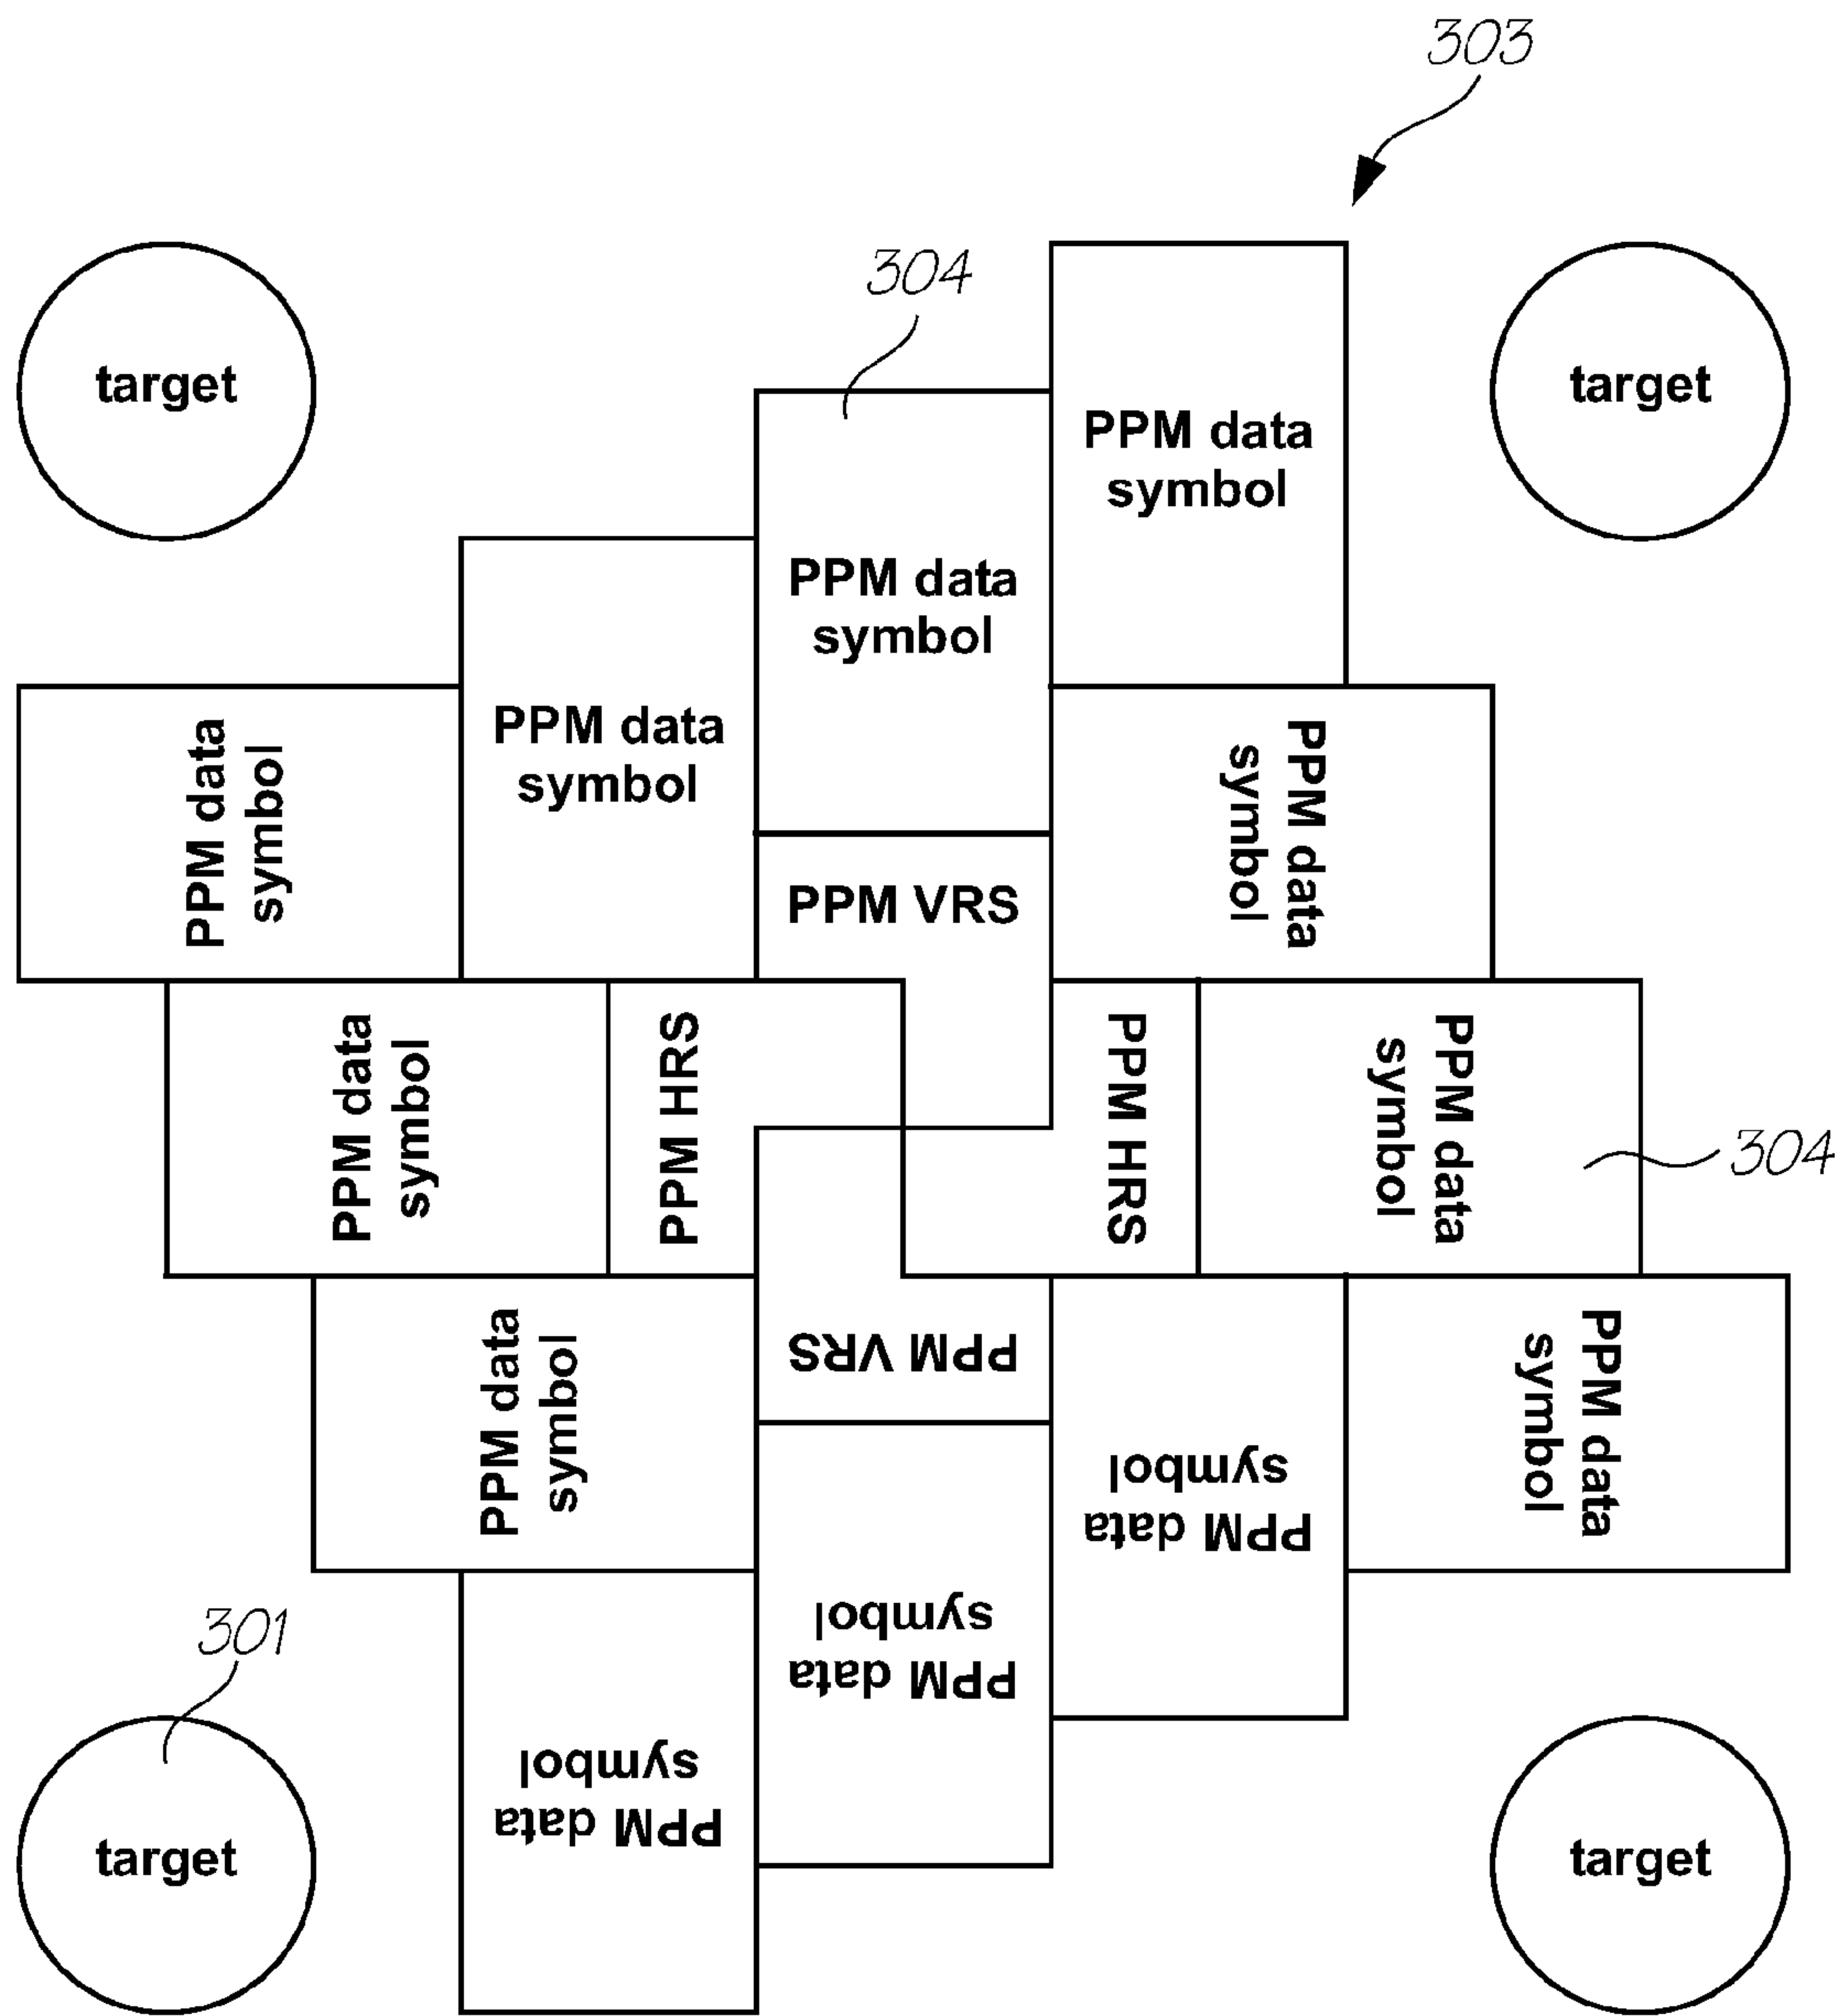 303
304
target
target
PPM data
symbol
PPM data
symbol
PPM data
symbol
PPM data
symbol
PPM data
symbol
PPM VRS
PPM data
symbol
PPM HRS
PPM HRS
PPM data
symbol
304
PPM data
symbol
PPM VRS
PPM data
symbol
PPM data
symbol
PPM data
symbol
301
PPM data
symbol
target
target